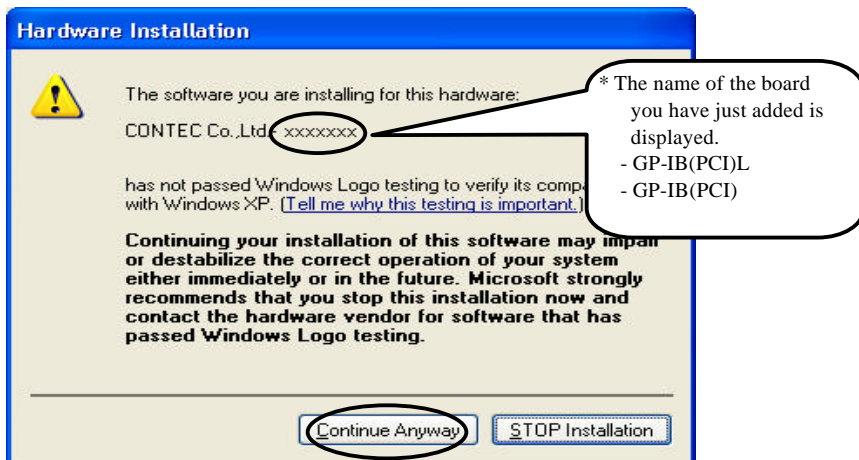 Hardware Installation
The software you are installing for this hardware:
CONTEC Co.,Ltd.- xxxxxxx
has not passed Windows Logo testing to verify its
with Windows XP. (Tell me why this testing is important.)
Continuing your installation of this software may impair
or destabilize the correct operation of your system
either immediately or in the future. Microsoft strongly
recommends that you stop this installation now and
contact the hardware vendor for software that has
passed Windows Logo testing.
Continue Anyway
STOP Installation
* The name of the board
you have just added is
displayed.
- GP-IB(PCI)L
- GP-IB(PCI)